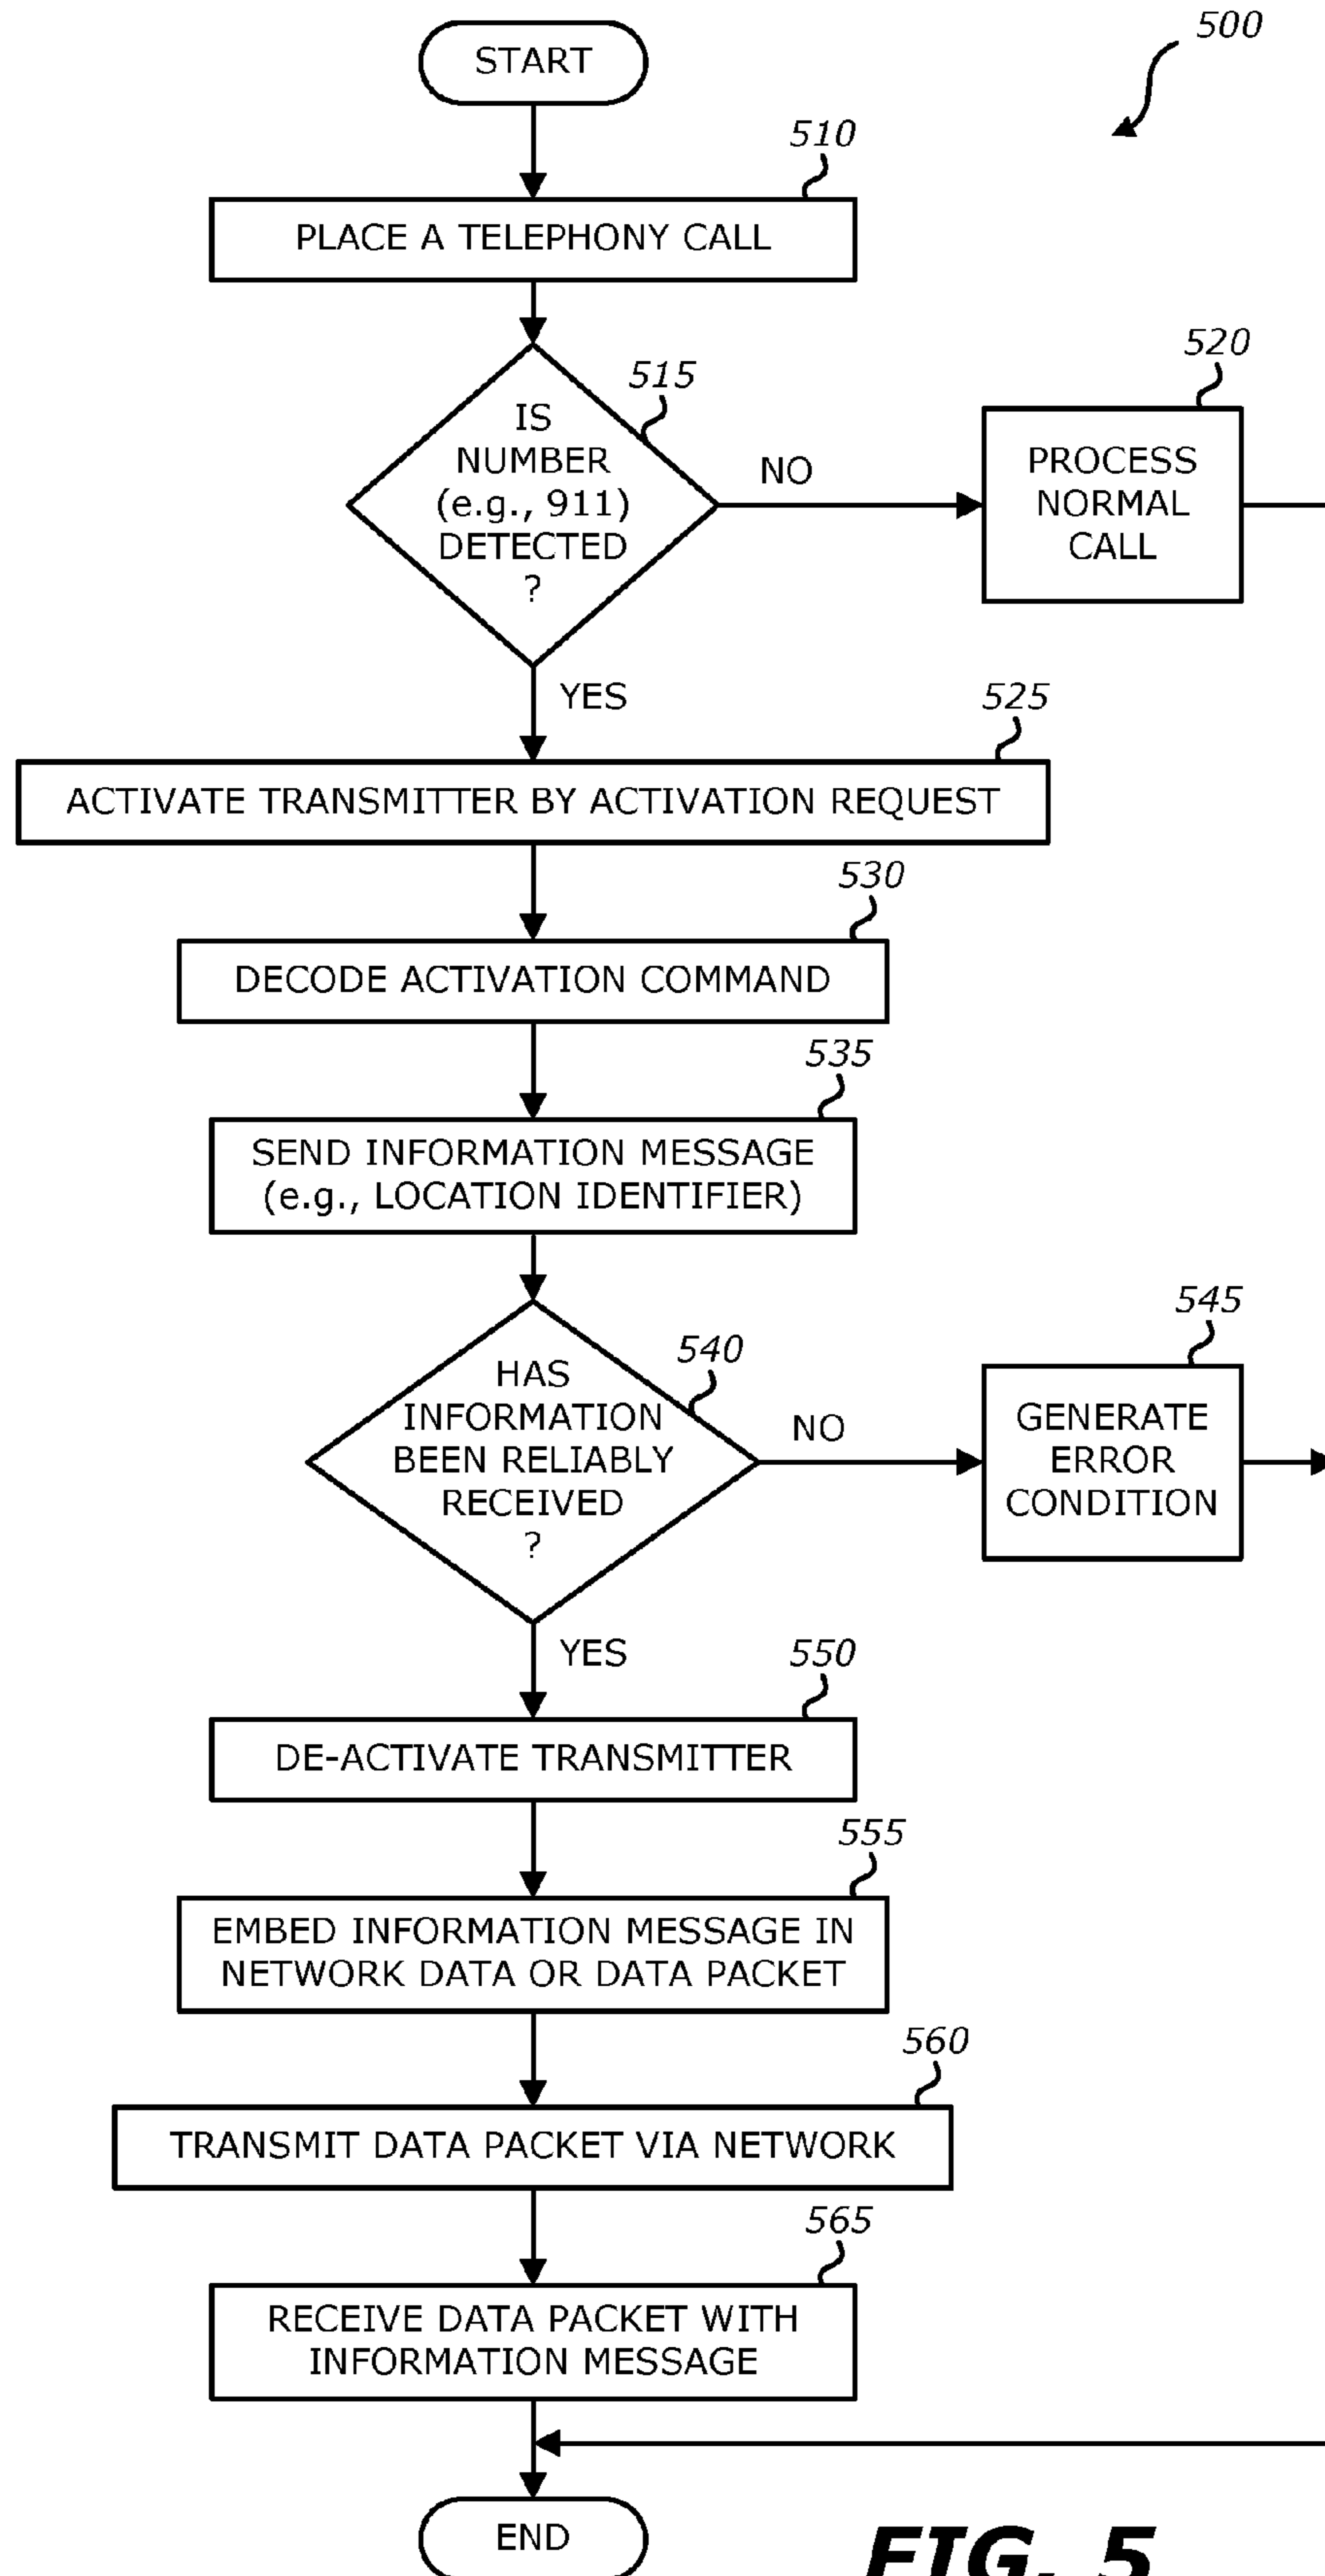 500
START
510
PLACE A TELEPHONY CALL
515
IS
NUMBER
(e.g., 911)
DETECTED
?
NO
520
PROCESS
NORMAL
CALL
YES
525
ACTIVATE TRANSMITTER BY ACTIVATION REQUEST
530
DECODE ACTIVATION COMMAND
535
SEND INFORMATION MESSAGE
(e.g., LOCATION IDENTIFIER)
540
HAS
INFORMATION
BEEN RELIABLY
RECEIVED
?
NO
545
GENERATE
ERROR
CONDITION
YES
550
DE-ACTIVATE TRANSMITTER
555
EMBED INFORMATION MESSAGE IN
NETWORK DATA OR DATA PACKET
560
TRANSMIT DATA PACKET VIA NETWORK
565
RECEIVE DATA PACKET WITH
INFORMATION MESSAGE
END
FIG. 5